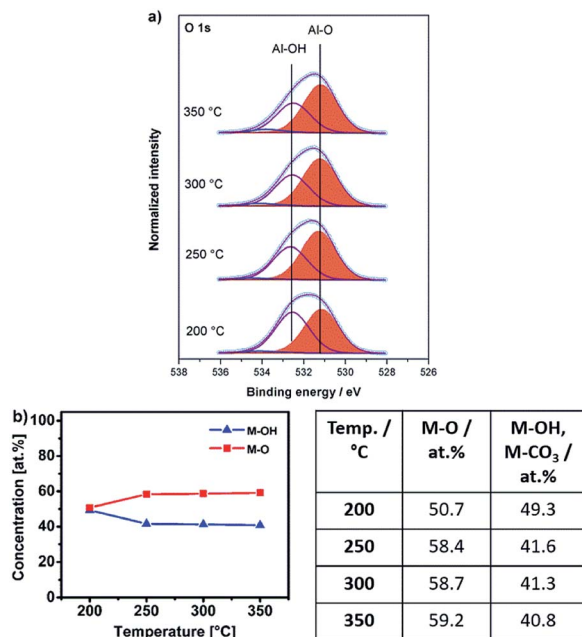 a)
O 1s
Al-OH
Al-O
350 °C
300 °C
250 °C
200 °C
Normalized intensity
538 536 534 532 530 528 526
Binding energy / eV
b)
100
80
60
40
20
0
M-OH
M-O
Concentration [at.%]
200 250 300 350
Temperature [°C]
Temp. / °C
M-O / at.%
M-OH, M-CO₃ / at.%
200 50.7 49.3
250 58.4 41.6
300 58.7 41.3
350 59.2 40.8